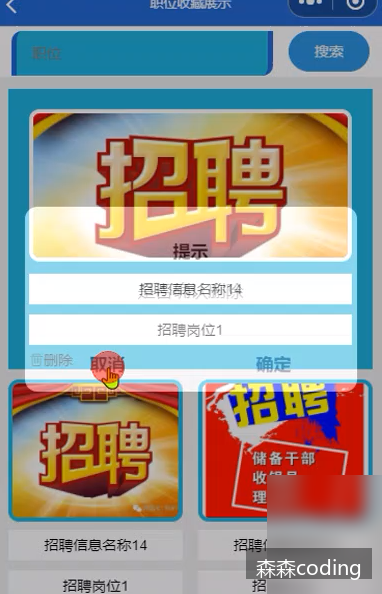 职位收藏展示
职位
搜索
招聘
提示
招聘信息名称14
招聘岗位1
删除
取消
确定
招聘
招聘
储备干部
收银员
理
招聘信息名称14
招聘信
招聘岗位1
招
森森coding